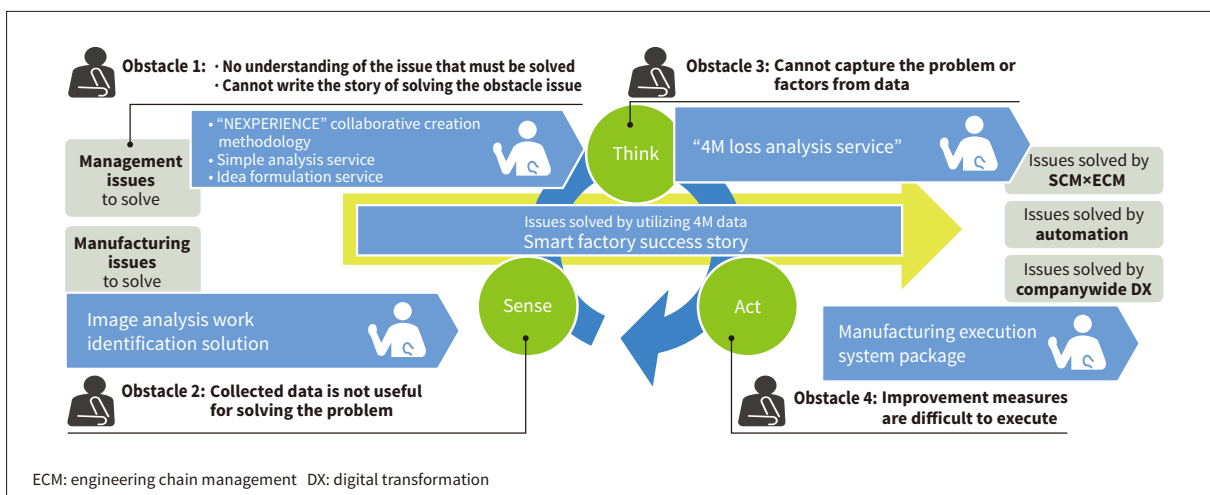 Obstacle 1: · No understanding of the issue that must be solved
· Cannot write the story of solving the obstacle issue
Obstacle 3: Cannot capture the problem or
factors from data
• “NEXPERIENCE” collaborative creation
methodology
• Simple analysis service
• Idea formulation service
Think
“4M loss analysis service”
Management
issues
to solve
Issues solved by
SCM×ECM
Issues solved by utilizing 4M data
Smart factory success story
Issues solved by
automation
Manufacturing
issues
to solve
Issues solved by
companywide DX
Image analysis work
identification solution
Sense
Act
Manufacturing execution
system package
Obstacle 2: Collected data is not useful
for solving the problem
Obstacle 4: Improvement measures
are difficult to execute
ECM: engineering chain management DX: digital transformation